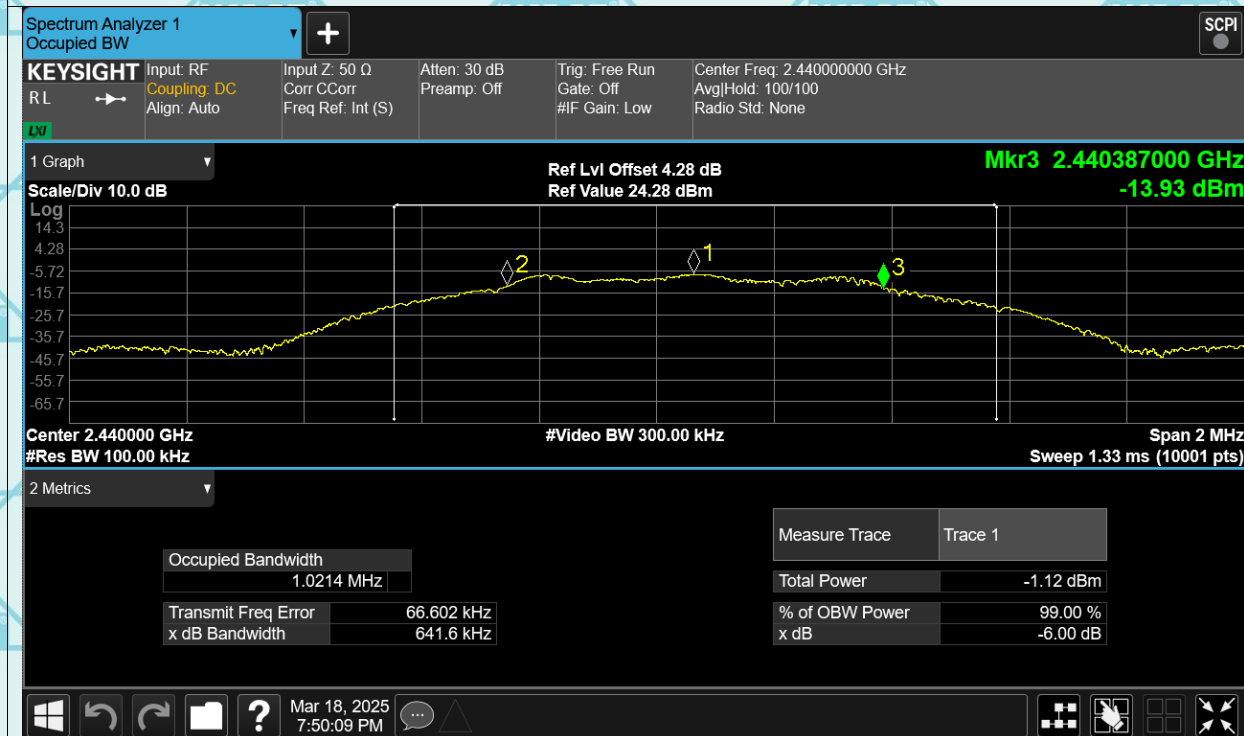 Spectrum Analyzer 1
Occupied BW
+
SCPI
KEYSIGHT
RL
LXI
Input: RF
Coupling: DC
Align: Auto
Input Z: 50 Ω
Corr CCorr
Freq Ref: Int (S)
Atten: 30 dB
Preamp: Off
Trig: Free Run
Gate: Off
#IF Gain: Low
Center Freq: 2.440000000 GHz
Avg|Hold: 100/100
Radio Std: None
1 Graph
Scale/Div 10.0 dB
Ref Lvl Offset 4.28 dB
Ref Value 24.28 dBm
Mkr3 2.440387000 GHz
-13.93 dBm
Log
14.3
4.28
-5.72
-15.7
-25.7
-35.7
-45.7
-55.7
-65.7
2
1
3
Center 2.440000 GHz
#Video BW 300.00 kHz
Span 2 MHz
#Res BW 100.00 kHz
Sweep 1.33 ms (10001 pts)
2 Metrics
Occupied Bandwidth
1.0214 MHz
Transmit Freq Error 66.602 kHz
x dB Bandwidth 641.6 kHz
Measure Trace Trace 1
Total Power -1.12 dBm
% of OBW Power 99.00 %
x dB -6.00 dB
?
Mar 18, 2025
7:50:09 PM